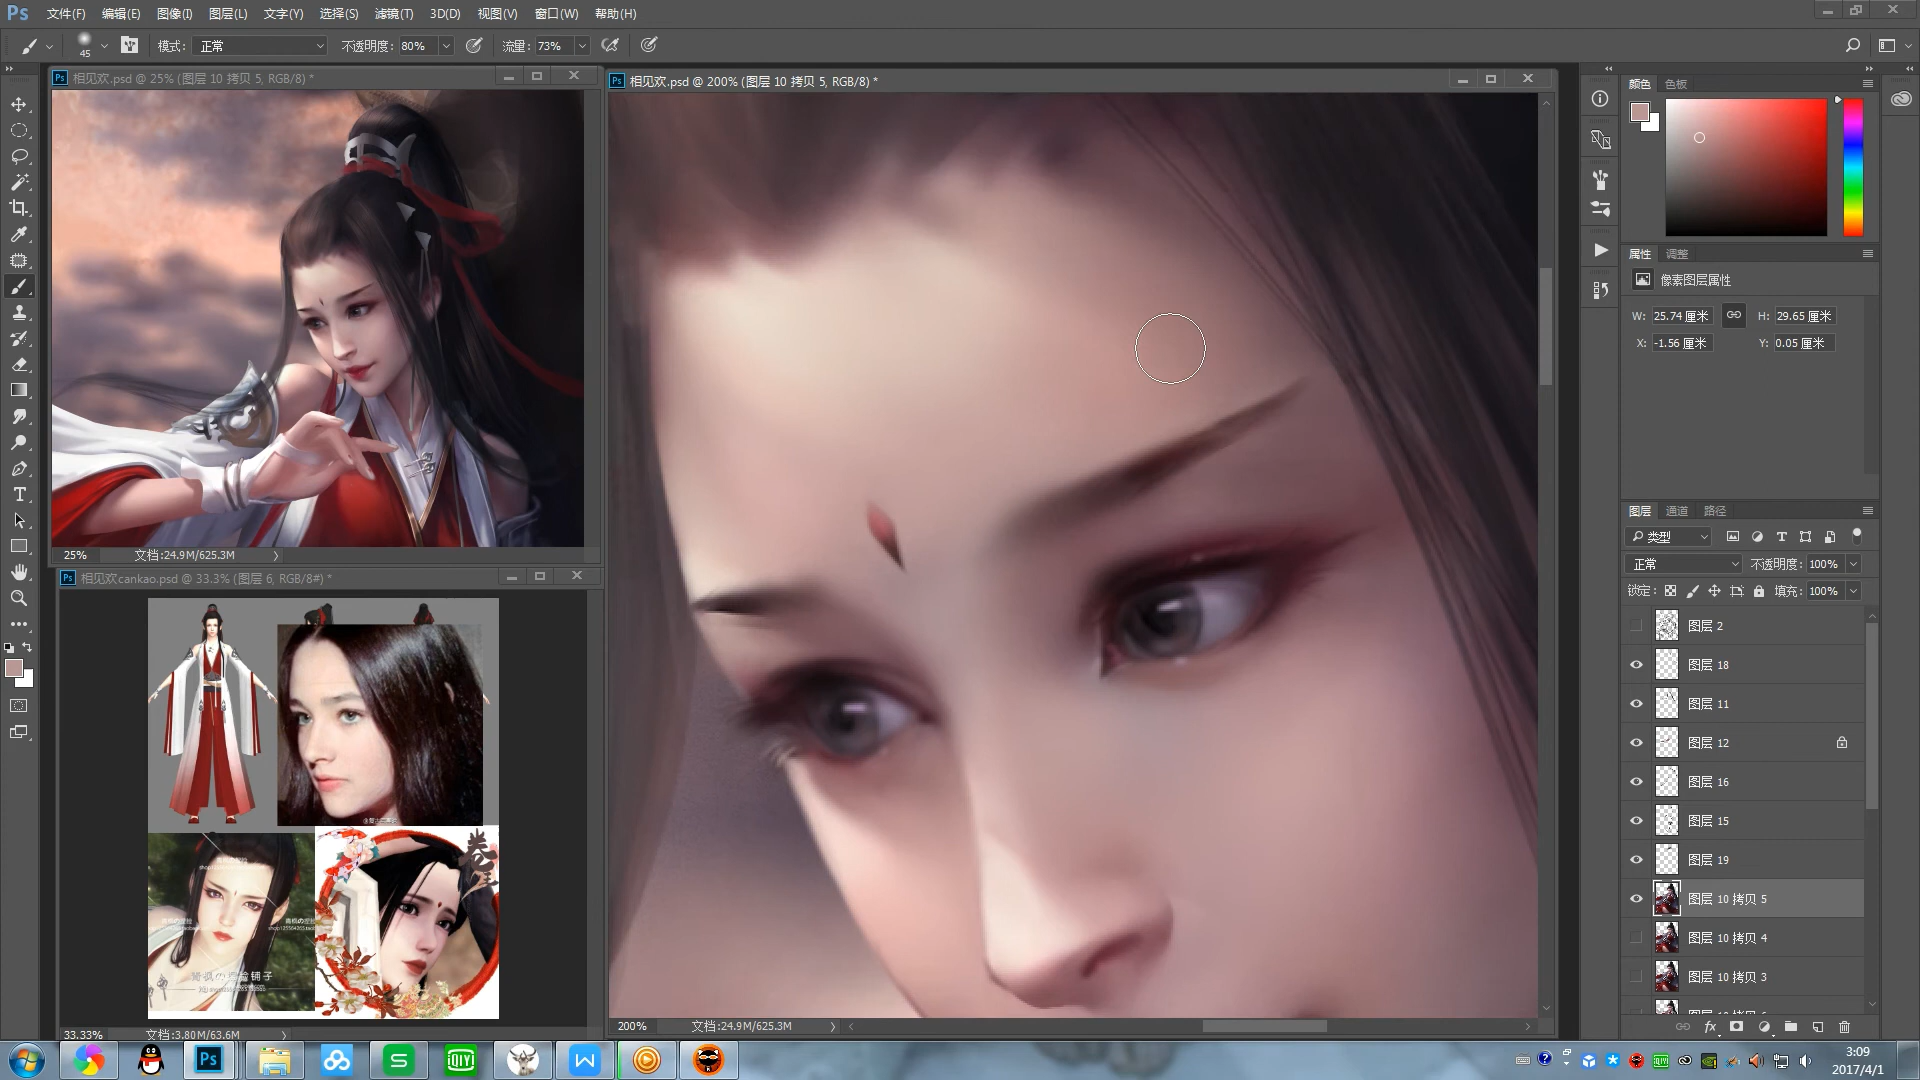 Ps 文件(F) 编辑(E) 图像(I) 图层(L) 文字(Y) 选择(S) 滤镜(T) 3D(D) 视图(V) 窗口(W) 帮助(H)
45 模式: 正常 不透明度: 80% 流量: 73%
Ps 相见欢.psd @ 25% (图层 10 拷贝 5, RGB/8) *
25% 文档:24.9M/625.3M
Ps 相见欢cankao.psd @ 33.3% (图层 6, RGB/8#) *
33.33% 文档:3.80M/63.6M
Ps 相见欢.psd @ 200% (图层 10 拷贝 5, RGB/8) *
200% 文档:24.9M/625.3M
颜色 色板
属性 调整
像素图层属性
W: 25.74 厘米 H: 29.65 厘米
X: -1.56 厘米 Y: 0.05 厘米
图层 通道 路径
类型
正常 不透明度: 100%
锁定: 填充: 100%
图层 2
图层 18
图层 11
图层 12
图层 16
图层 15
图层 19
图层 10 拷贝 5
图层 10 拷贝 4
图层 10 拷贝 3
fx
Ps S QIYI W
3:09
2017/4/1